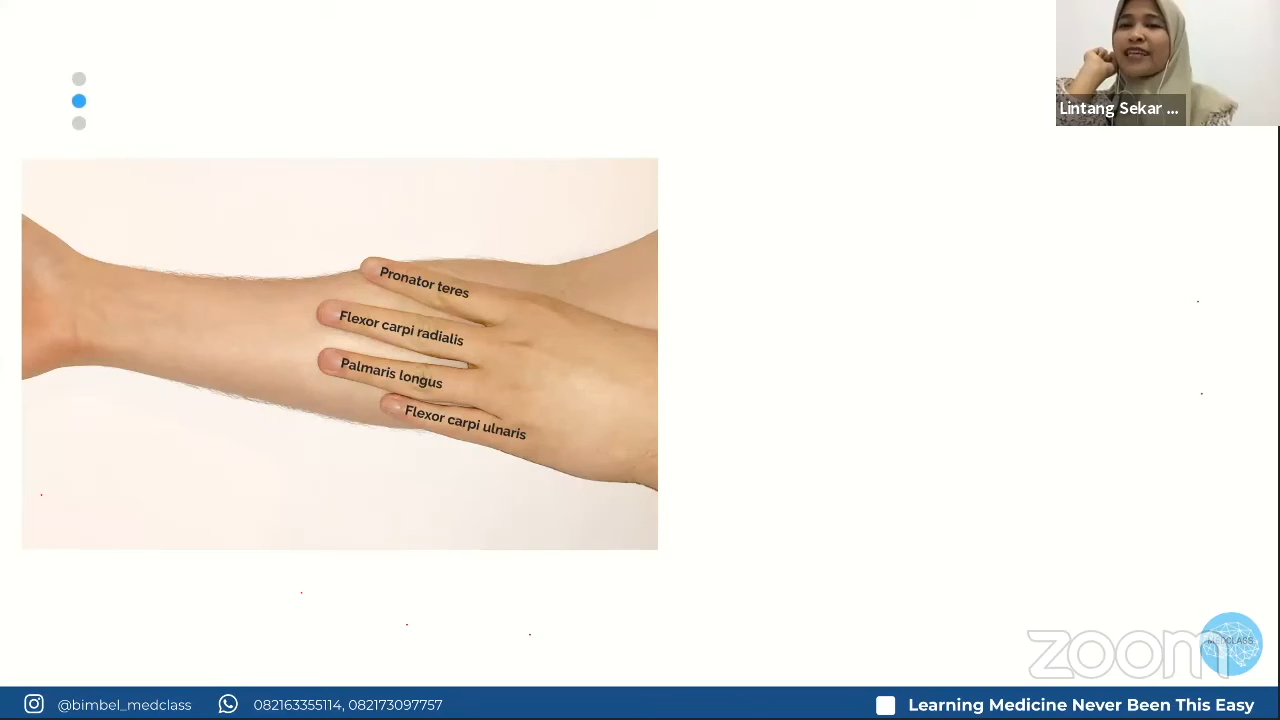 Lintang Sekar ...
Pronator teres
Flexor carpi radialis
Palmaris longus
Flexor carpi ulnaris
zoom
MEDCLASS
@bimbel_medclass
082163355114, 082173097757
Learning Medicine Never Been This Easy